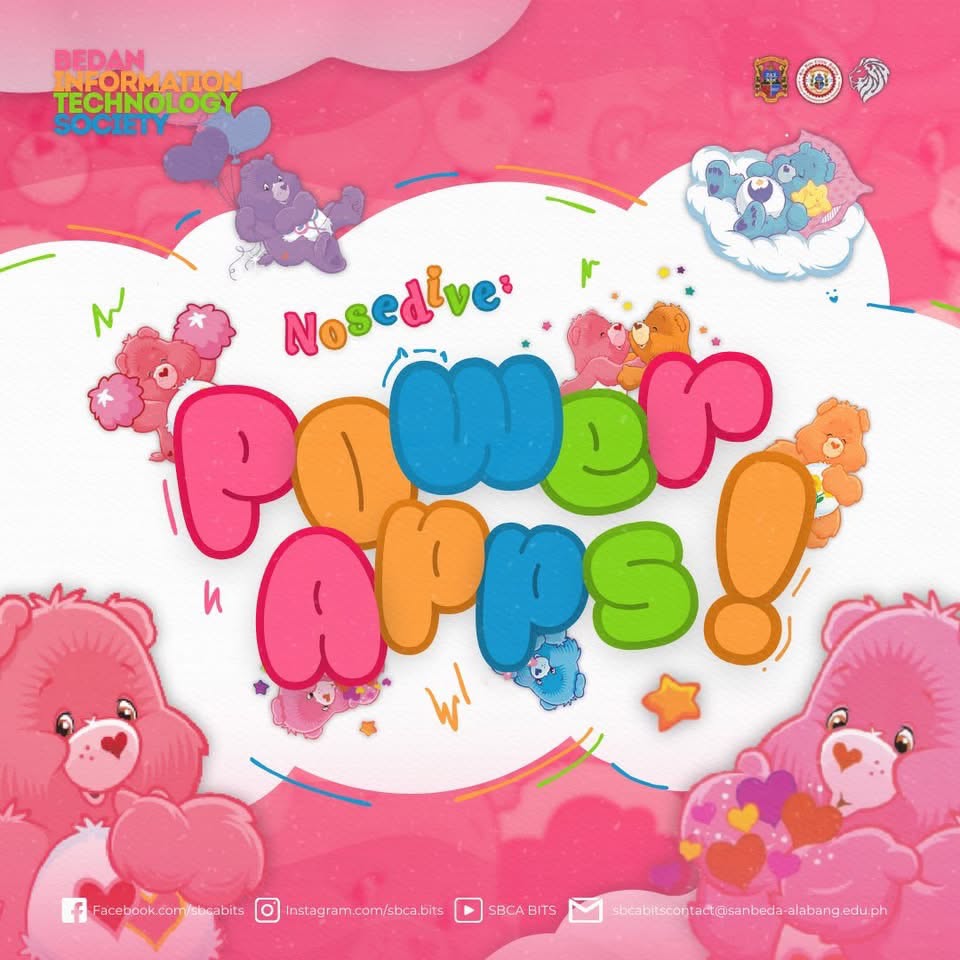 BEDAN
INFORMATION
TECHNOLOGY
SOCIETY
Nosedive:
power
Apps!
Facebook.com/sbcabits
Instagram.com/sbca.bits
SBCA BITS
sbcabitscontact@sanbeda-alabang.edu.ph